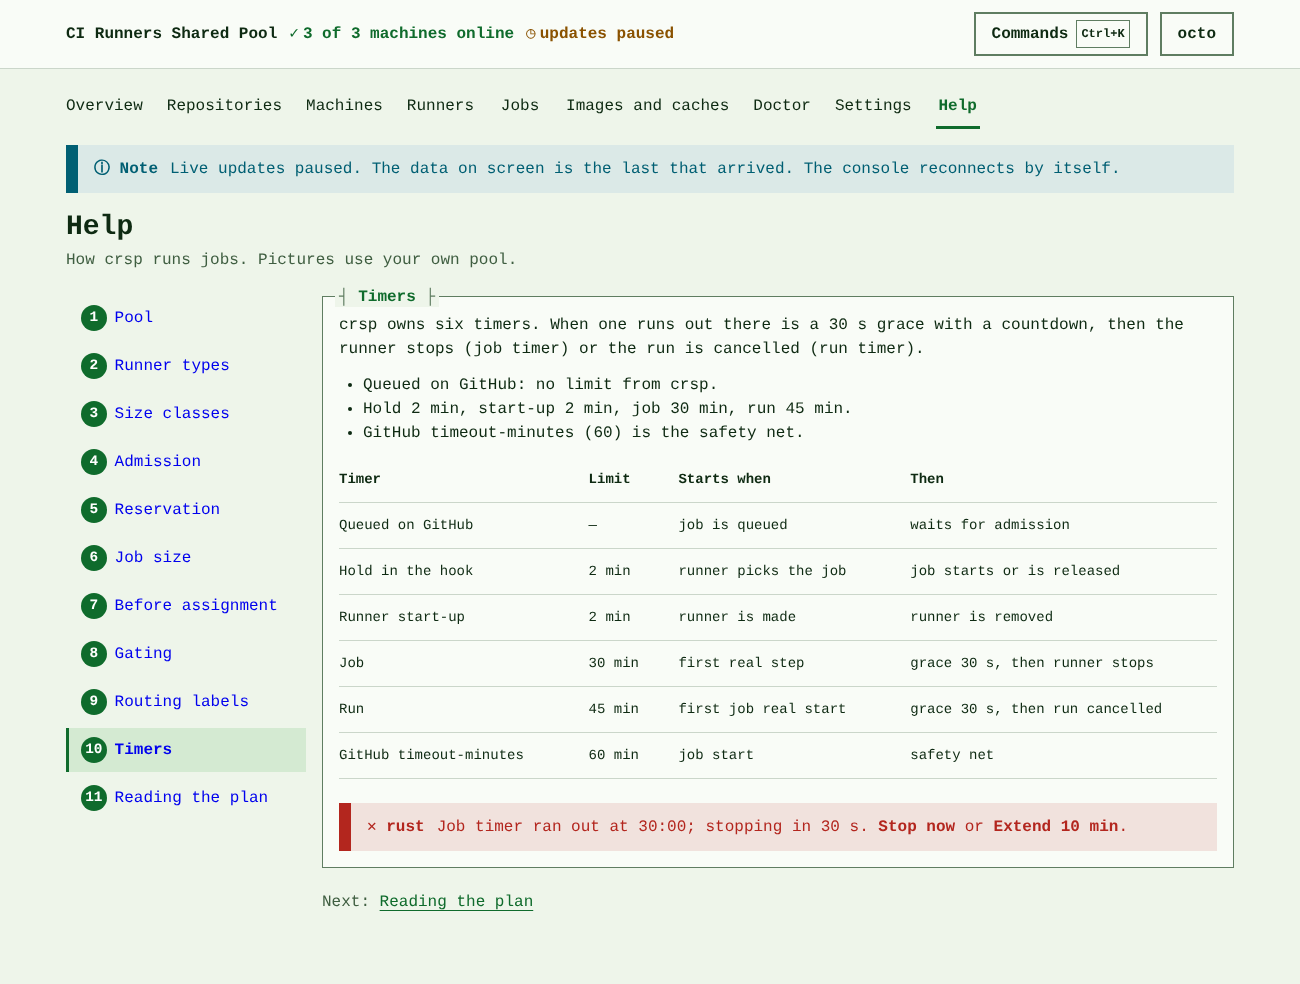 CI Runners Shared Pool ✓ 3 of 3 machines online ◷ updates paused Commands Ctrl+K octo
Overview Repositories Machines Runners Jobs Images and caches Doctor Settings Help
ⓘ Note Live updates paused. The data on screen is the last that arrived. The console reconnects by itself.
Help
How crsp runs jobs. Pictures use your own pool.
1 Pool
2 Runner types
3 Size classes
4 Admission
5 Reservation
6 Job size
7 Before assignment
8 Gating
9 Routing labels
10 Timers
11 Reading the plan
┤ Timers ├
crsp owns six timers. When one runs out there is a 30 s grace with a countdown, then the
runner stops (job timer) or the run is cancelled (run timer).
• Queued on GitHub: no limit from crsp.
• Hold 2 min, start-up 2 min, job 30 min, run 45 min.
• GitHub timeout-minutes (60) is the safety net.
Timer Limit Starts when Then
Queued on GitHub — job is queued waits for admission
Hold in the hook 2 min runner picks the job job starts or is released
Runner start-up 2 min runner is made runner is removed
Job 30 min first real step grace 30 s, then runner stops
Run 45 min first job real start grace 30 s, then run cancelled
GitHub timeout-minutes 60 min job start safety net
✕ rust Job timer ran out at 30:00; stopping in 30 s. Stop now or Extend 10 min.
Next: Reading the plan